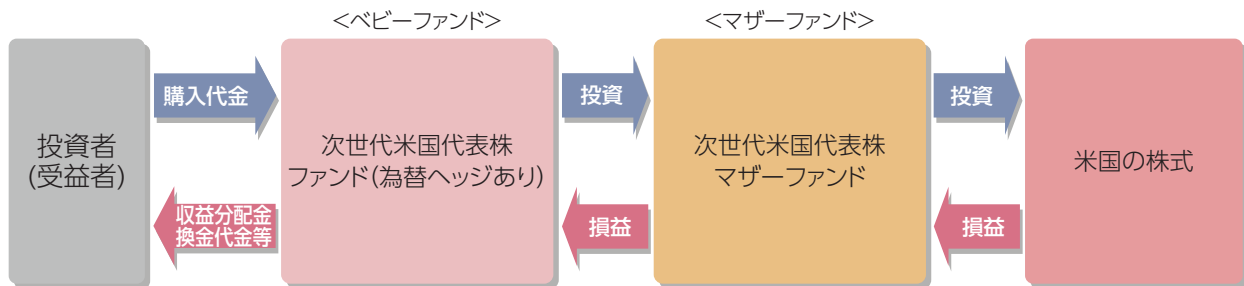 <ベビーファンド>
<マザーファンド>
投資者
(受益者)
購入代金
収益分配金
換金代金等
次世代米国代表株
ファンド(為替ヘッジあり)
投資
損益
次世代米国代表株
マザーファンド
投資
損益
米国の株式